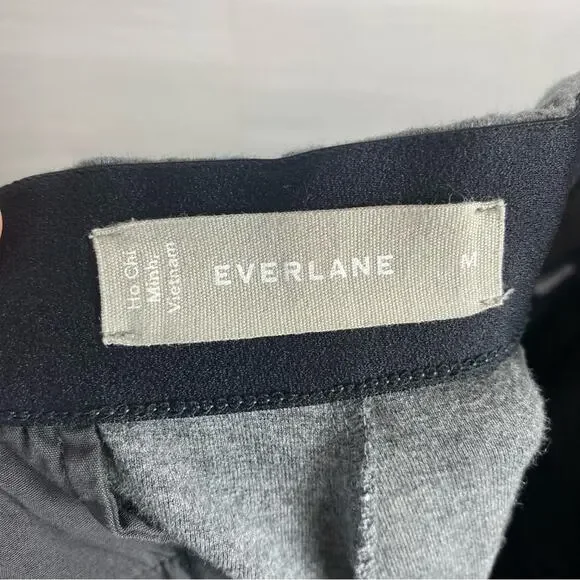 Ho Chi
Minh,
Vietnam
EVERLANE
M